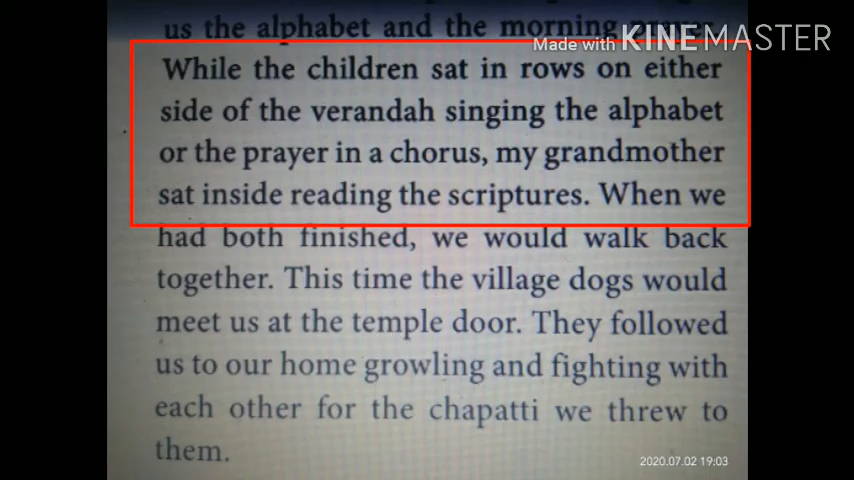 us the alphabet and the morning prayer.
Made with KINEMASTER
While the children sat in rows on either
side of the verandah singing the alphabet
or the prayer in a chorus, my grandmother
sat inside reading the scriptures. When we
had both finished, we would walk back
together. This time the village dogs would
meet us at the temple door. They followed
us to our home growling and fighting with
each other for the chapatti we threw to
them.
2020.07.02 19:03